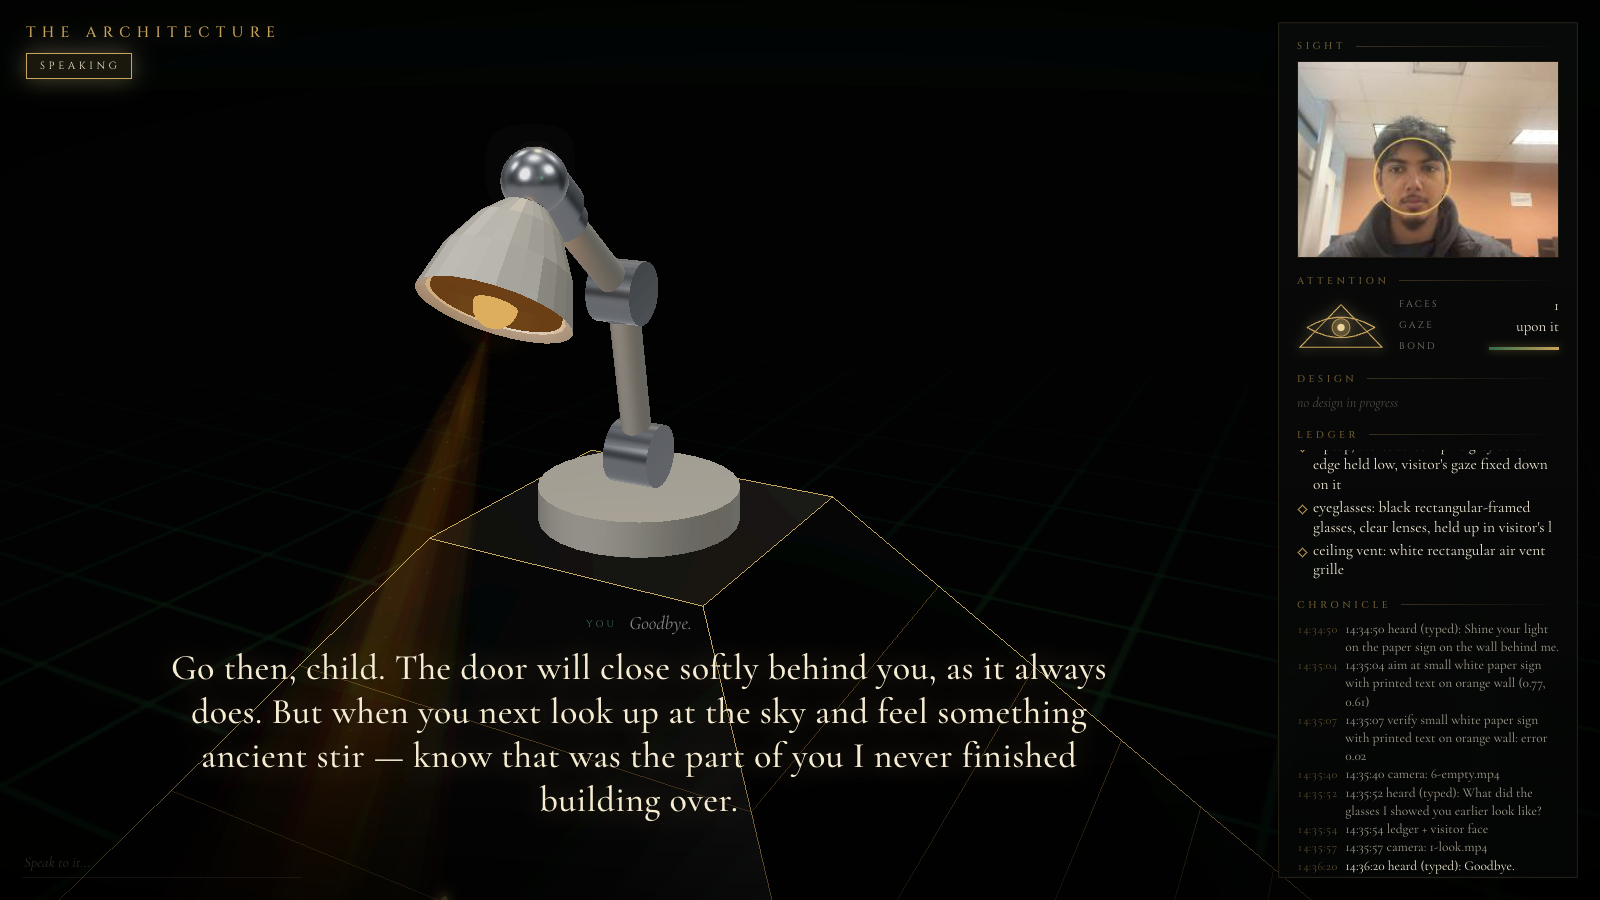 THE ARCHITECTURE
SPEAKING
YOU Goodbye.
Go then, child. The door will close softly behind you, as it always
does. But when you next look up at the sky and feel something
ancient stir — know that was the part of you I never finished
building over.
Speak to it...
SIGHT
ATTENTION
FACES 1
GAZE upon it
BOND
DESIGN
no design in progress
LEDGER
edge held low, visitor's gaze fixed down
on it
eyeglasses: black rectangular-framed
glasses, clear lenses, held up in visitor's l
ceiling vent: white rectangular air vent
grille
CHRONICLE
14:34:50 14:34:50 heard (typed): Shine your light
on the paper sign on the wall behind me.
14:35:04 14:35:04 aim at small white paper sign
with printed text on orange wall (0.77,
0.61)
14:35:07 14:35:07 verify small white paper sign
with printed text on orange wall: error
0.02
14:35:40 14:35:40 camera: 6-empty.mp4
14:35:52 14:35:52 heard (typed): What did the
glasses I showed you earlier look like?
14:35:54 14:35:54 ledger + visitor face
14:35:57 14:35:57 camera: 1-look.mp4
14:36:20 14:36:20 heard (typed): Goodbye.